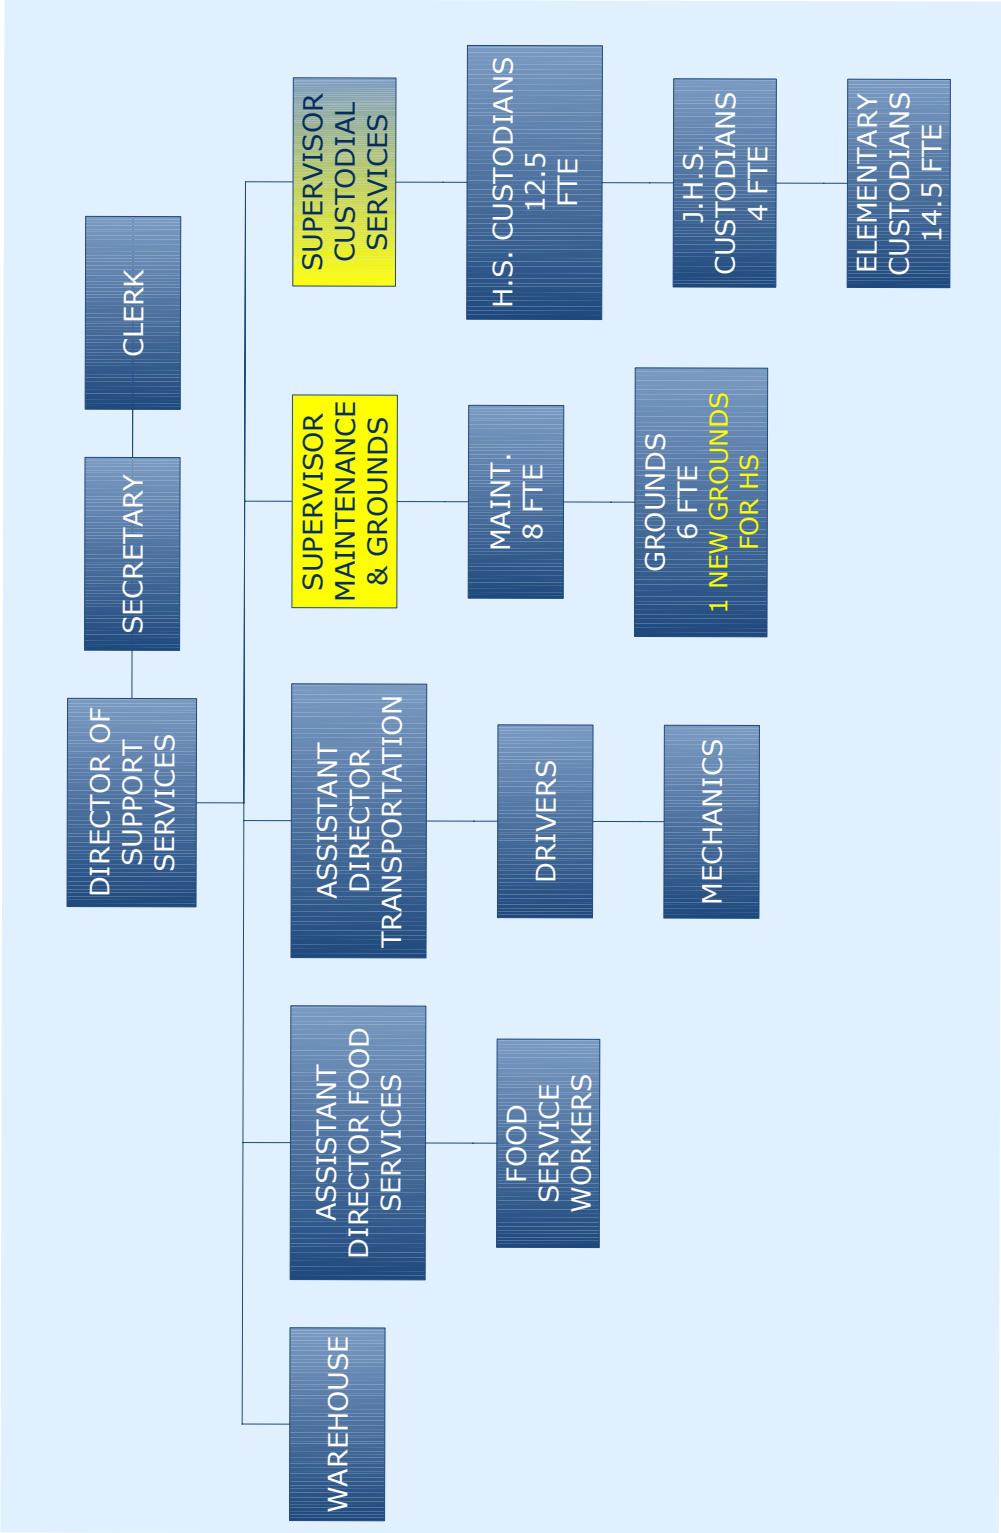 DIRECTOR OF
SUPPORT
SERVICES
SECRETARY
CLERK
WAREHOUSE
ASSISTANT
DIRECTOR FOOD
SERVICES
FOOD
SERVICE
WORKERS
ASSISTANT
DIRECTOR
TRANSPORTATION
DRIVERS
MECHANICS
SUPERVISOR
MAINTENANCE
& GROUNDS
MAINT.
8 FTE
GROUNDS
6 FTE
1 NEW GROUNDS
FOR HS
SUPERVISOR
CUSTODIAL
SERVICES
H.S. CUSTODIANS
12.5
FTE
J.H.S.
CUSTODIANS
4 FTE
ELEMENTARY
CUSTODIANS
14.5 FTE